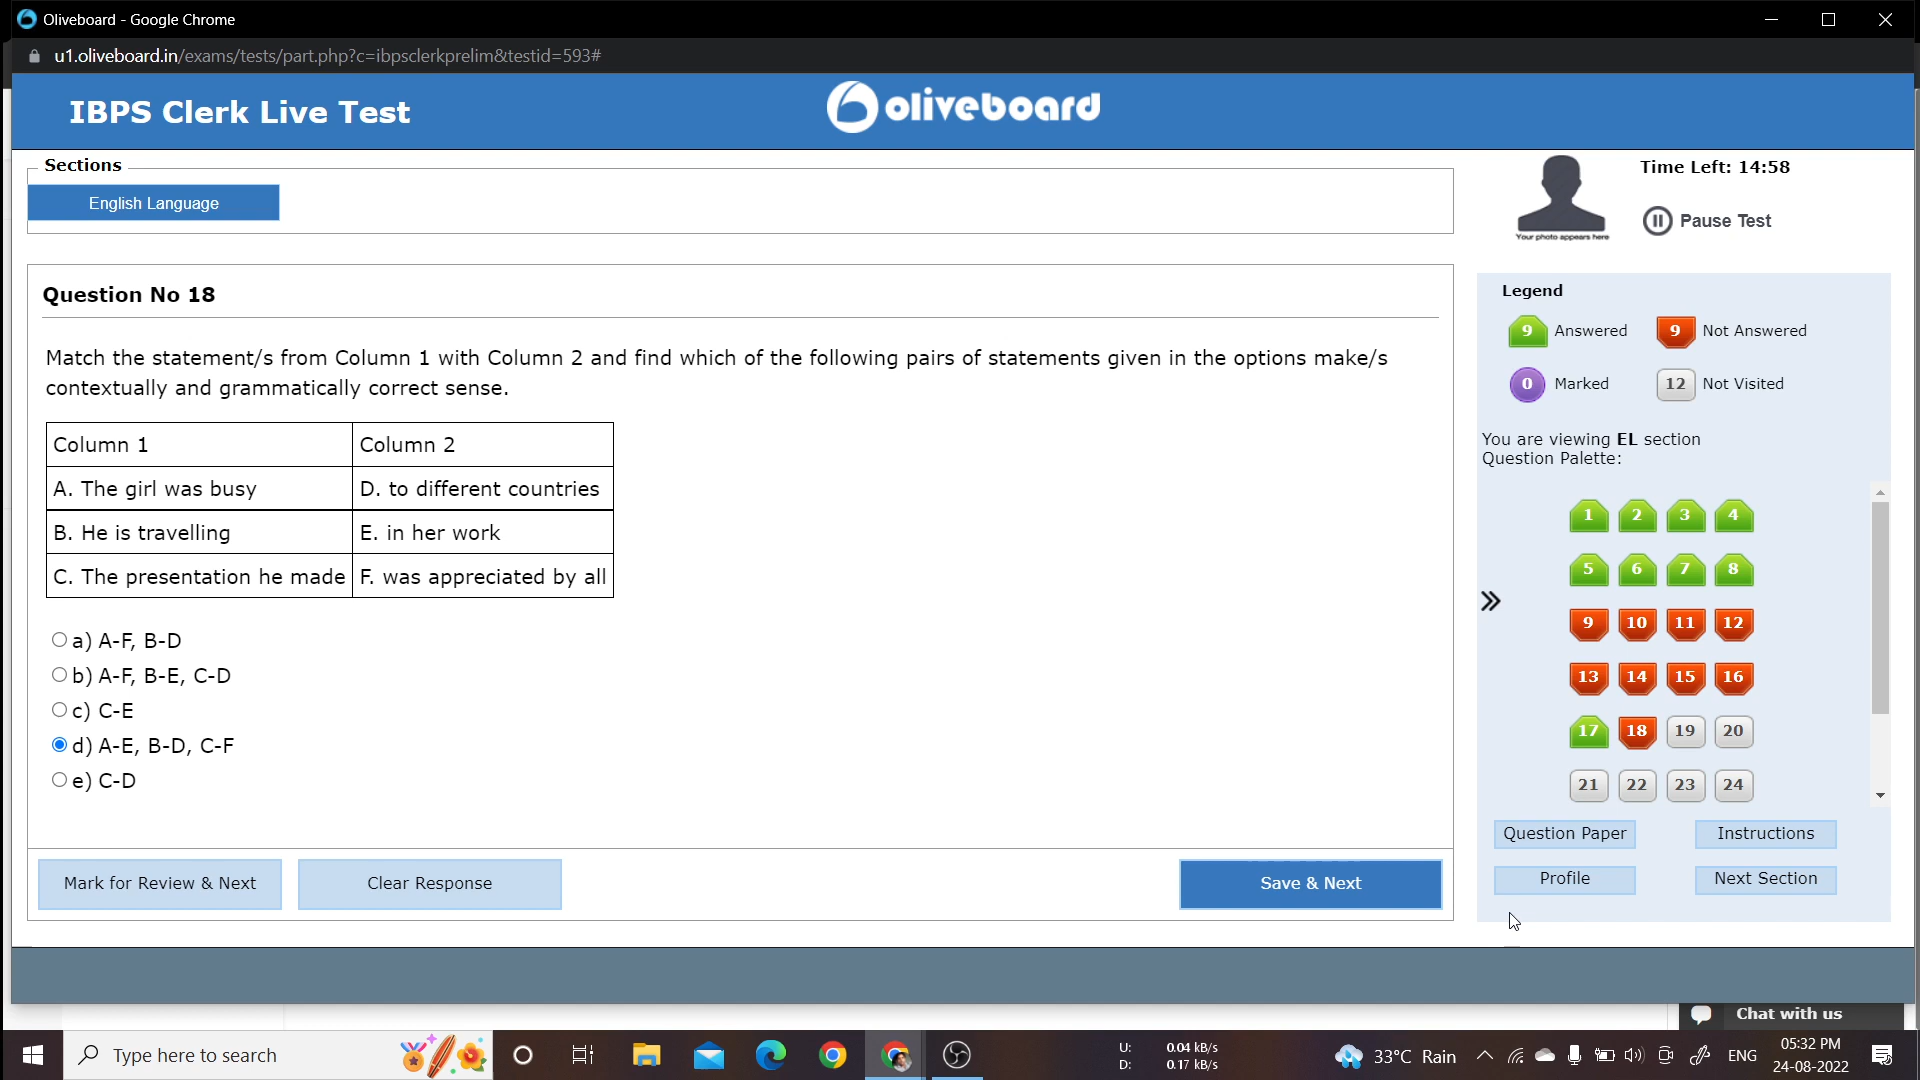 Oliveboard - Google Chrome
u1.oliveboard.in/exams/tests/part.php?c=ibpsclerkprelim&testid=593#
IBPS Clerk Live Test
oliveboard
Sections
English Language
Your photo appears here
Time Left: 14:58
Pause Test
Question No 18
Match the statement/s from Column 1 with Column 2 and find which of the following pairs of statements given in the options make/s
contextually and grammatically correct sense.
Column 1 Column 2
A. The girl was busy D. to different countries
B. He is travelling E. in her work
C. The presentation he made F. was appreciated by all
a) A-F, B-D
b) A-F, B-E, C-D
c) C-E
d) A-E, B-D, C-F
e) C-D
Mark for Review & Next
Clear Response
Save & Next
Legend
9 Answered 9 Not Answered
0 Marked 12 Not Visited
You are viewing EL section
Question Palette:
1 2 3 4
5 6 7 8
9 10 11 12
13 14 15 16
17 18 19 20
21 22 23 24
Question Paper Instructions
Profile Next Section
Chat with us
Type here to search
U: 0.04 kB/s
D: 0.17 kB/s
33°C Rain
ENG
05:32 PM
24-08-2022